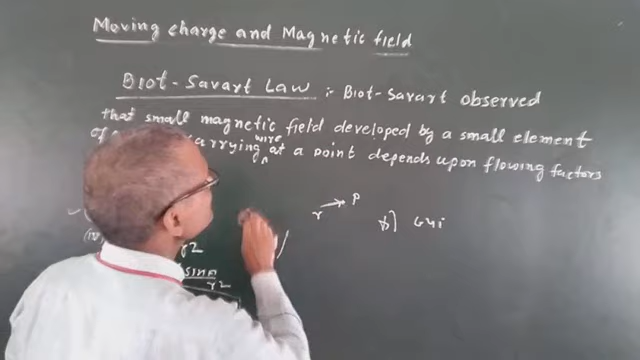 Moving charge and Magnetic field
Biot-Savart Law :- Biot-Savart observed
that small magnetic field developed by a small element
wire
carrying ^ at a point depends upon flowing factors
r → P
r2
sin
r2